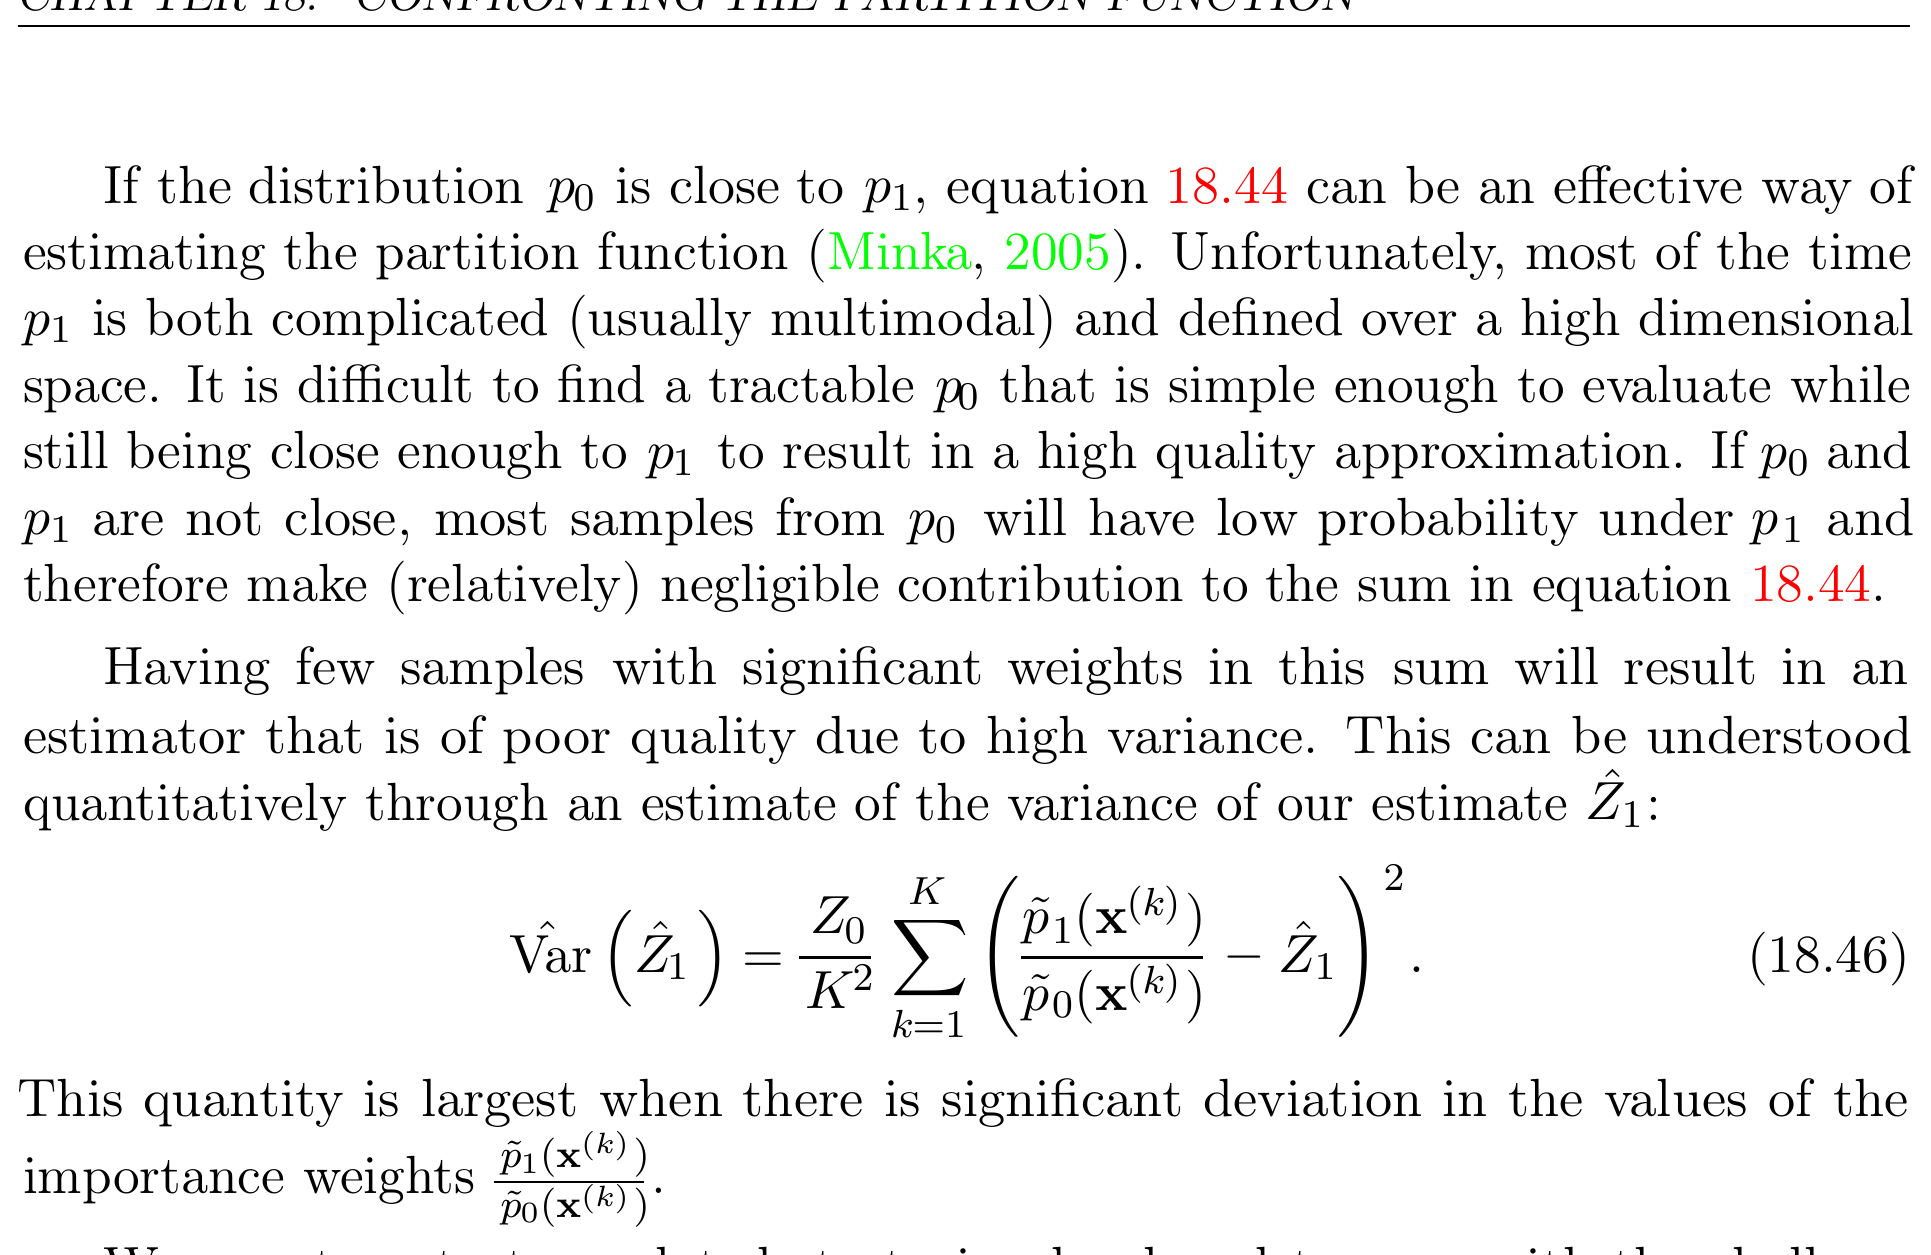 CHAPTER 18. CONFRONTING THE PARTITION FUNCTION
If the distribution p₀ is close to p₁, equation 18.44 can be an effective way of
estimating the partition function (Minka, 2005). Unfortunately, most of the time
p₁ is both complicated (usually multimodal) and defined over a high dimensional
space. It is difficult to find a tractable p₀ that is simple enough to evaluate while
still being close enough to p₁ to result in a high quality approximation. If p₀ and
p₁ are not close, most samples from p₀ will have low probability under p₁ and
therefore make (relatively) negligible contribution to the sum in equation 18.44.
Having few samples with significant weights in this sum will result in an
estimator that is of poor quality due to high variance. This can be understood
quantitatively through an estimate of the variance of our estimate Ẑ₁:
V̂ar (Ẑ₁) = Z₀/K² ∑_{k=1}^{K} (p̃₁(x⁽ᵏ⁾)/p̃₀(x⁽ᵏ⁾) − Ẑ₁)². (18.46)
This quantity is largest when there is significant deviation in the values of the
importance weights p̃₁(x⁽ᵏ⁾)/p̃₀(x⁽ᵏ⁾).